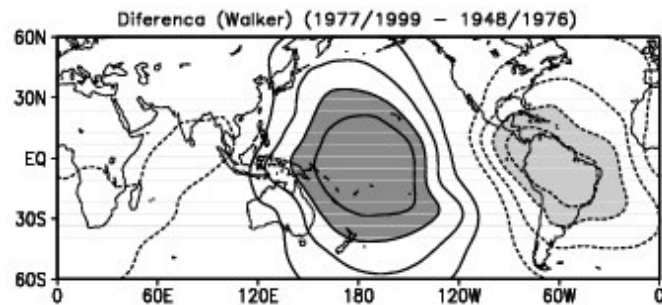 Diferenca (Walker) (1977/1999 - 1948/1976)
60N
30N
EQ
30S
60S
0 60E 120E 180 120W 60W 0